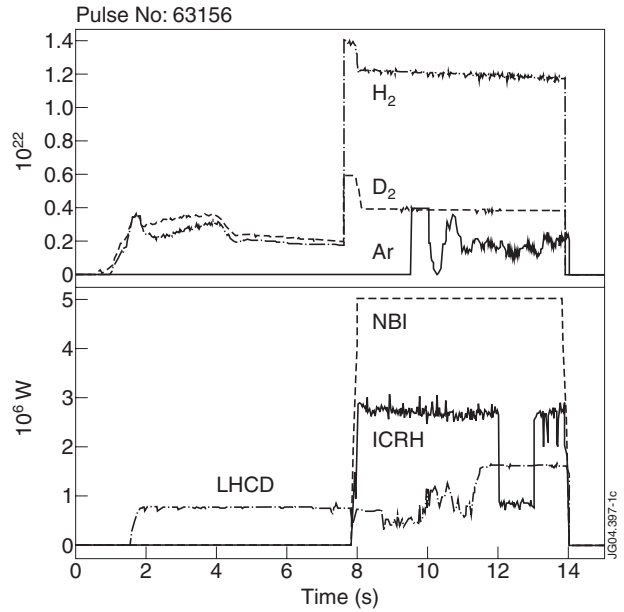 Pulse No: 63156
1.4
1.2
1.0
0.8
0.6
0.4
0.2
0
10²²
H₂
D₂
Ar
5
4
3
2
1
0
10⁶ W
NBI
ICRH
LHCD
0 2 4 6 8 10 12 14
Time (s)
JG04.397-1c